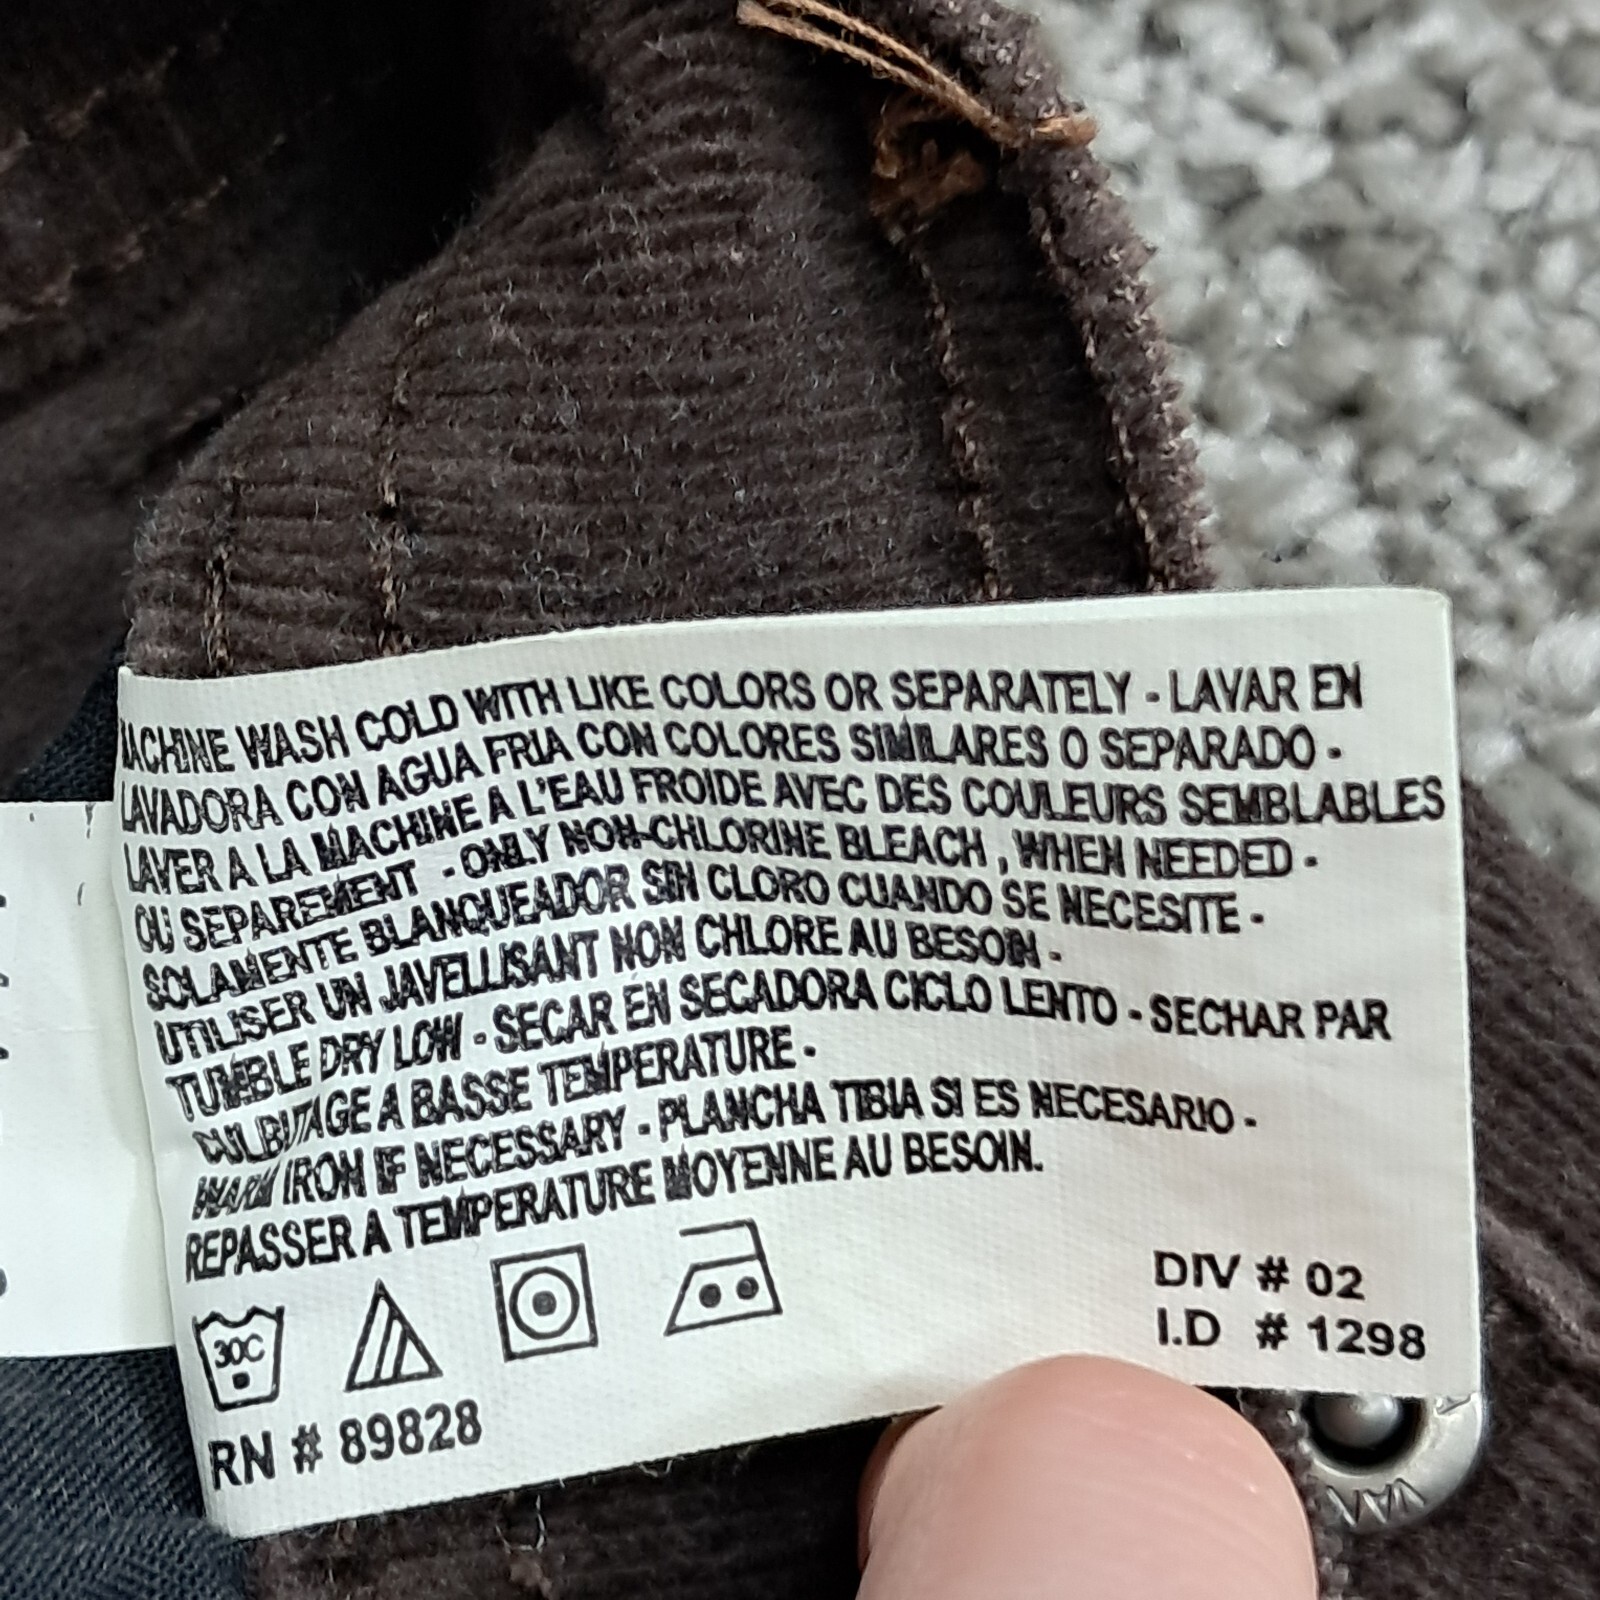 MACHINE WASH COLD WITH LIKE COLORS OR SEPARATELY - LAVAR EN
LAVADORA CON AGUA FRIA CON COLORES SIMILARES O SEPARADO -
LAVER A LA MACHINE A L'EAU FROIDE AVEC DES COULEURS SEMBLABLES
OU SEPAREMENT - ONLY NON-CHLORINE BLEACH , WHEN NEEDED -
SOLAMENTE BLANQUEADOR SIN CLORO CUANDO SE NECESITE -
UTILISER UN JAVELLISANT NON CHLORE AU BESOIN -
TUMBLE DRY LOW - SECAR EN SECADORA CICLO LENTO - SECHAR PAR
CULBUTAGE A BASSE TEMPERATURE -
WARM IRON IF NECESSARY - PLANCHA TIBIA SI ES NECESARIO -
REPASSER A TEMPERATURE MOYENNE AU BESOIN.
30C
DIV # 02
I.D # 1298
RN # 89828